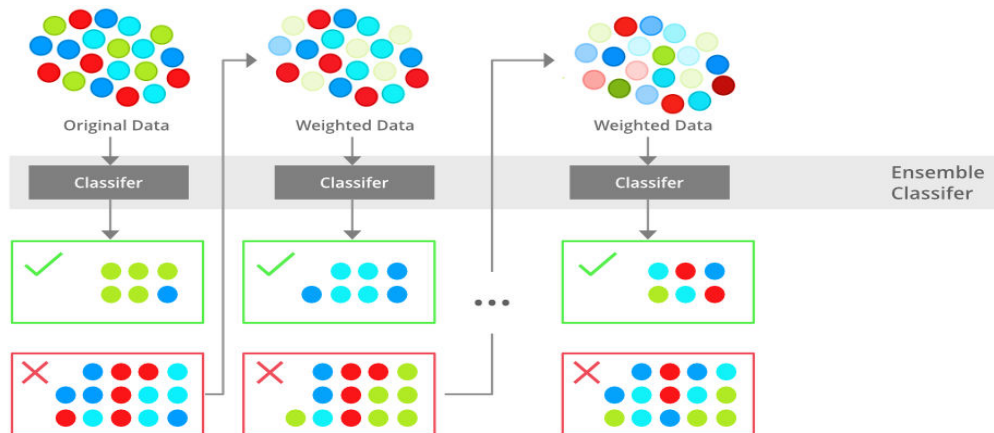 Original Data
Weighted Data
Weighted Data
Classifer
Classifer
Classifer
Ensemble
Classifer
...